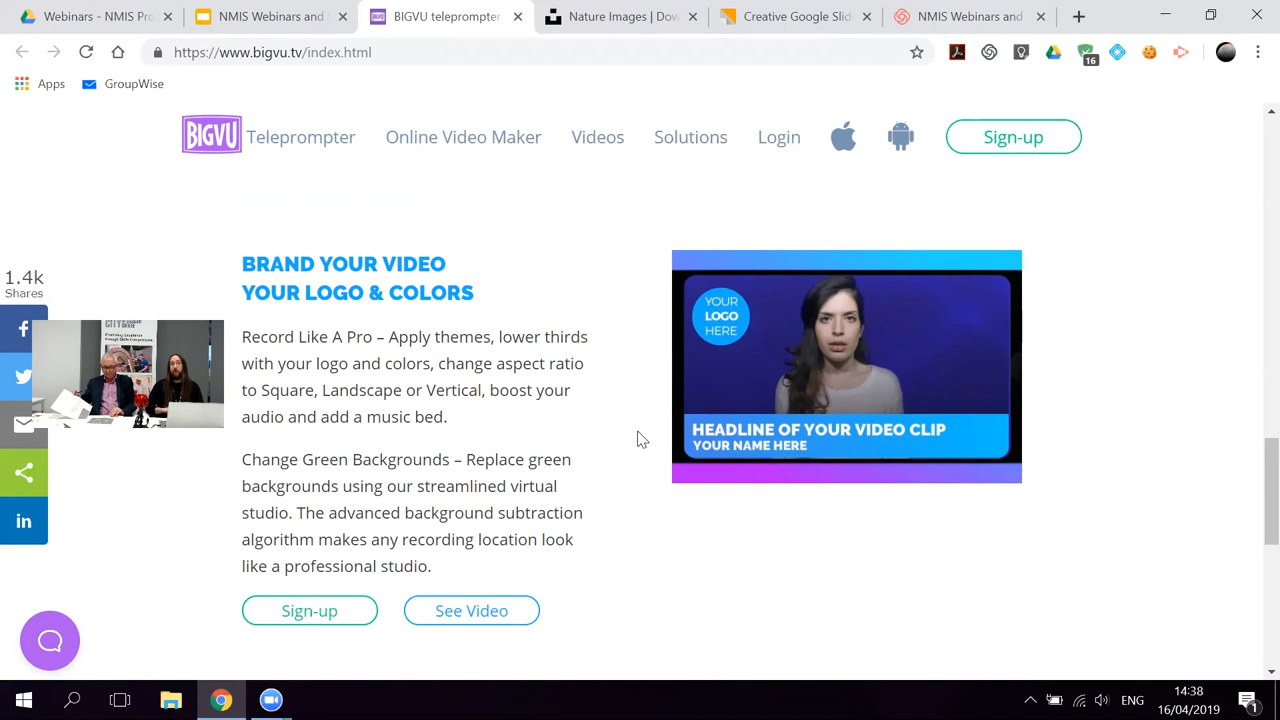 Webinars - NMIS Pro
NMIS Webinars and
BIGVU teleprompter
Nature Images | Dow
Creative Google Slid
NMIS Webinars and
https://www.bigvu.tv/index.html
16
Apps
GroupWise
BIGVU Teleprompter
Online Video Maker
Videos
Solutions
Login
Sign-up
1.4k
Shares
BRAND YOUR VIDEO
YOUR LOGO & COLORS
Record Like A Pro – Apply themes, lower thirds
with your logo and colors, change aspect ratio
to Square, Landscape or Vertical, boost your
audio and add a music bed.
Change Green Backgrounds – Replace green
backgrounds using our streamlined virtual
studio. The advanced background subtraction
algorithm makes any recording location look
like a professional studio.
Sign-up
See Video
YOUR
LOGO
HERE
HEADLINE OF YOUR VIDEO CLIP
YOUR NAME HERE
CITY
ENG
14:38
16/04/2019
1